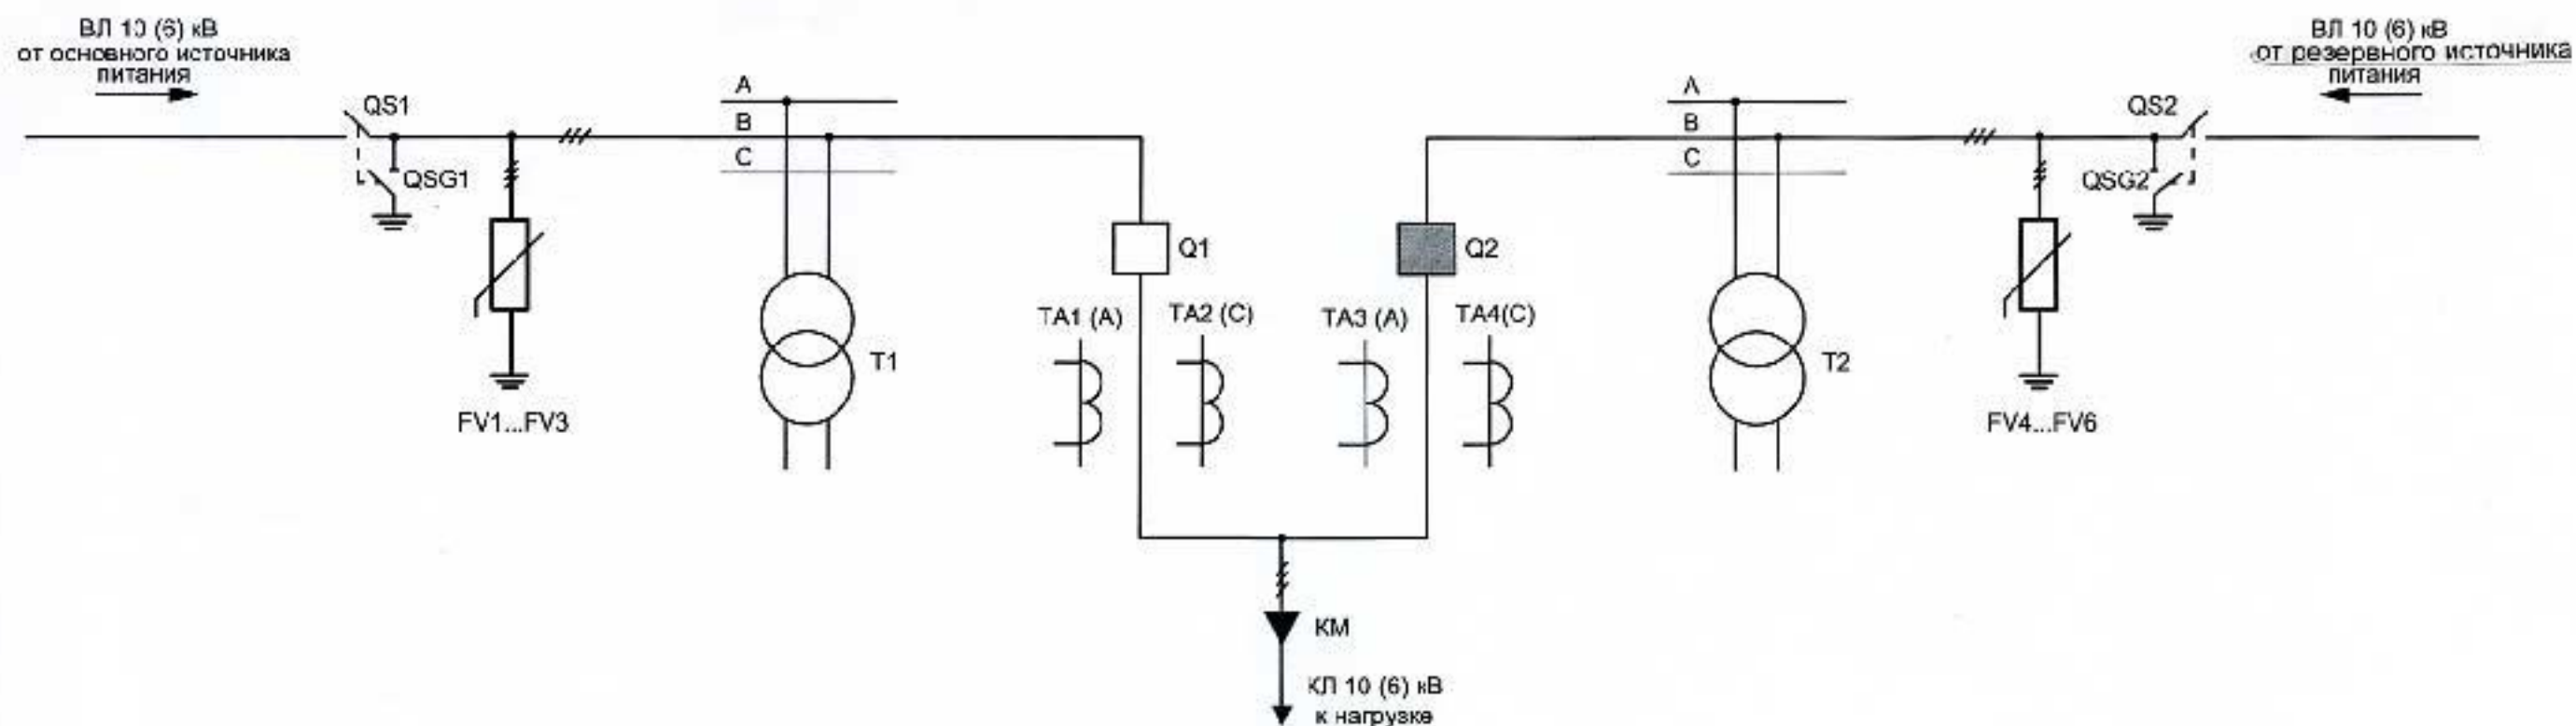 ВЛ 10 (6) кВ
от основного источника
питания
ВЛ 10 (6) кВ
от резервного источника
питания
QS1
QSG1
A
B
C
A
B
C
QS2
QSG2
Q1
Q2
TA1 (A)
TA2 (C)
TA3 (A)
TA4(C)
T1
T2
FV1...FV3
FV4...FV6
КМ
КЛ 10 (6) кВ
к нагрузке